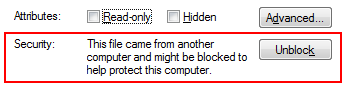 Attributes: Read-only Hidden Advanced...
Security: This file came from another Unblock
computer and might be blocked to
help protect this computer.